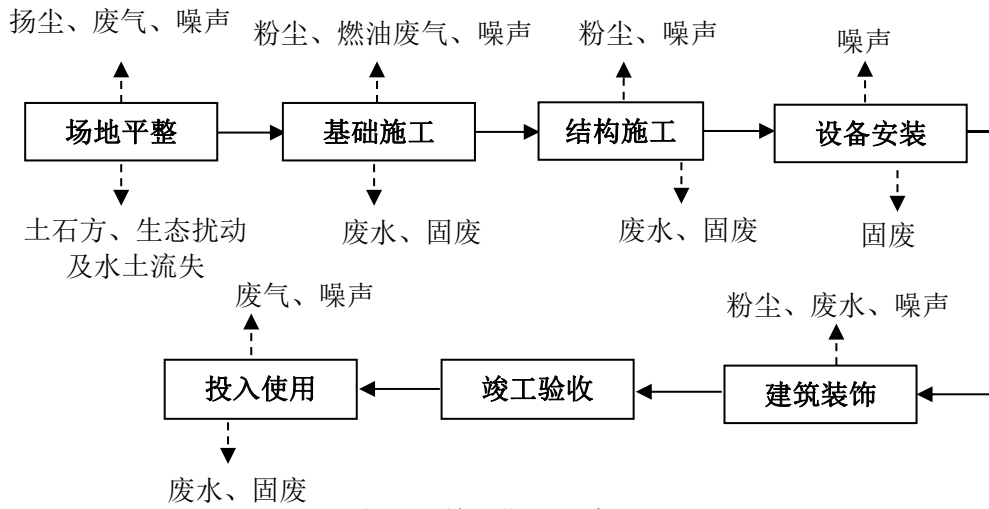 扬尘、废气、噪声
粉尘、燃油废气、噪声
粉尘、噪声
噪声
场地平整
基础施工
结构施工
设备安装
土石方、生态扰动
及水土流失
废水、固废
废水、固废
固废
废气、噪声
粉尘、废水、噪声
投入使用
竣工验收
建筑装饰
废水、固废